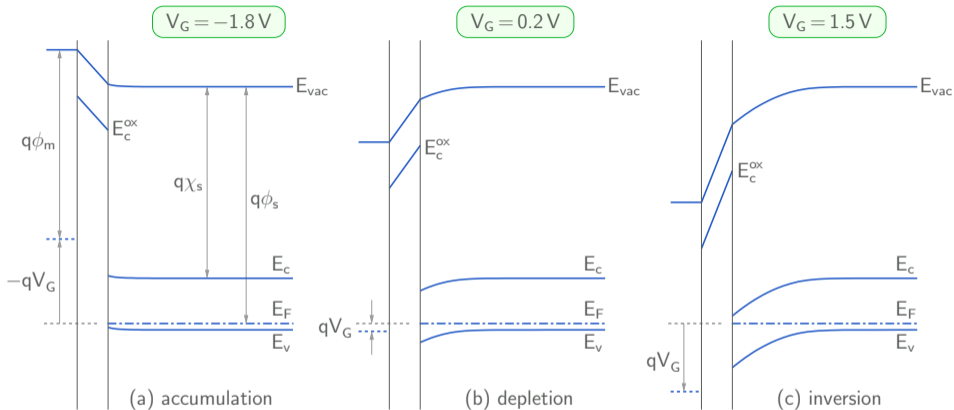 V_G = −1.8 V
E_vac
E_c^ox
qϕ_m
qχ_s
qϕ_s
E_c
−qV_G
E_F
E_v
(a) accumulation
V_G = 0.2 V
E_vac
E_c^ox
E_c
E_F
qV_G
E_v
(b) depletion
V_G = 1.5 V
E_vac
E_c^ox
E_c
E_F
E_v
qV_G
(c) inversion